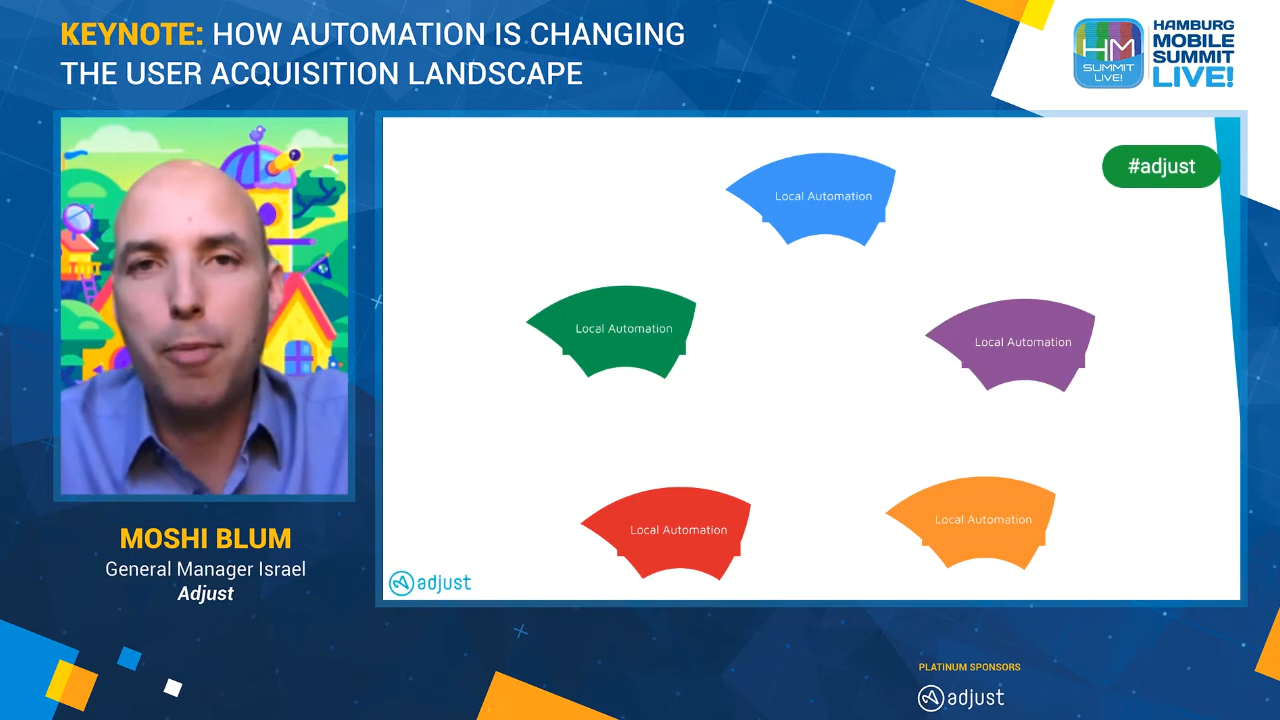 KEYNOTE: HOW AUTOMATION IS CHANGING
THE USER ACQUISITION LANDSCAPE
HM
SUMMIT
LIVE!
HAMBURG
MOBILE
SUMMIT
LIVE!
#adjust
Local Automation
Local Automation
Local Automation
Local Automation
Local Automation
adjust
MOSHI BLUM
General Manager Israel
Adjust
PLATINUM SPONSORS
adjust